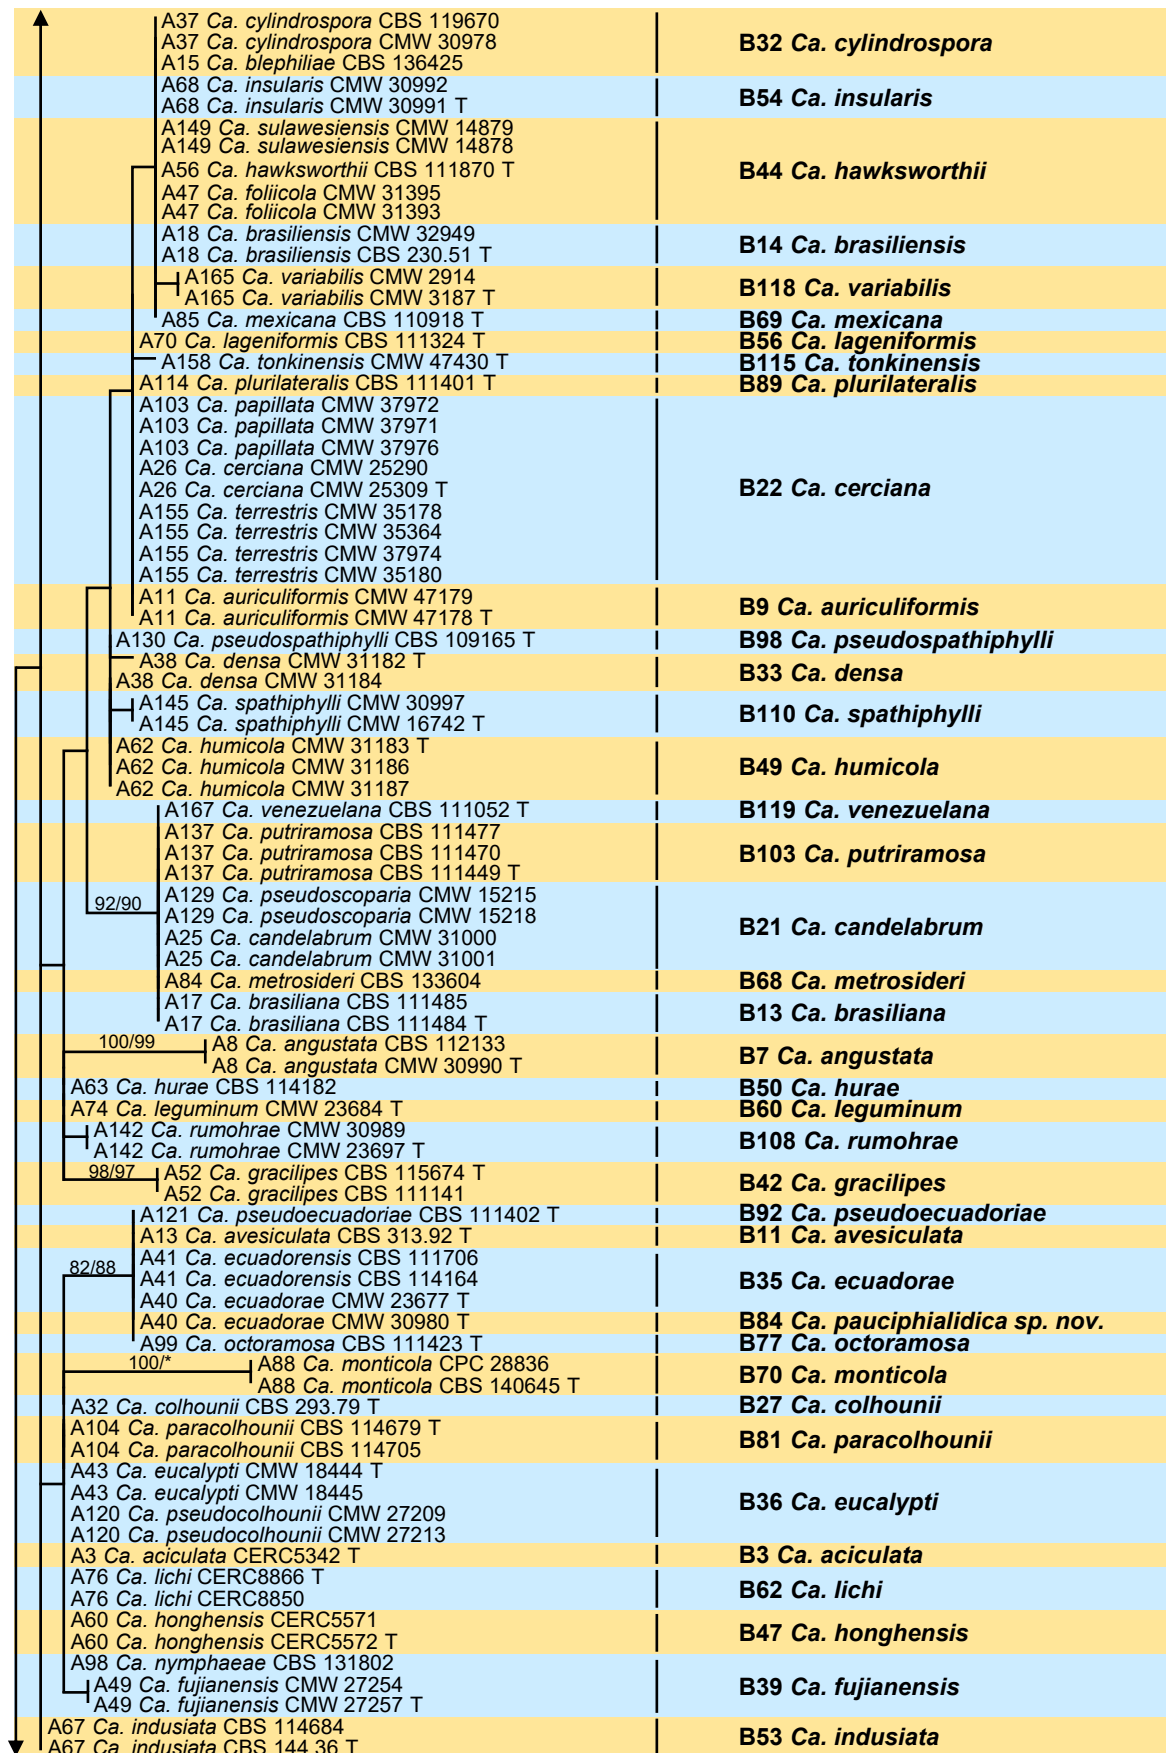 A37 Ca. cylindrospora CBS 119670
A37 Ca. cylindrospora CMW 30978
B32 Ca. cylindrospora
A15 Ca. blephiliae CBS 136425
A68 Ca. insularis CMW 30992
B54 Ca. insularis
A68 Ca. insularis CMW 30991 T
A149 Ca. sulawesiensis CMW 14879
A149 Ca. sulawesiensis CMW 14878
A56 Ca. hawksworthii CBS 111870 T
B44 Ca. hawksworthii
A47 Ca. foliicola CMW 31395
A47 Ca. foliicola CMW 31393
A18 Ca. brasiliensis CMW 32949
B14 Ca. brasiliensis
A18 Ca. brasiliensis CBS 230.51 T
A165 Ca. variabilis CMW 2914
B118 Ca. variabilis
A165 Ca. variabilis CMW 3187 T
A85 Ca. mexicana CBS 110918 T
B69 Ca. mexicana
A70 Ca. lageniformis CBS 111324 T
B56 Ca. lageniformis
A158 Ca. tonkinensis CMW 47430 T
B115 Ca. tonkinensis
A114 Ca. plurilateralis CBS 111401 T
B89 Ca. plurilateralis
A103 Ca. papillata CMW 37972
A103 Ca. papillata CMW 37971
A103 Ca. papillata CMW 37976
A26 Ca. cerciana CMW 25290
A26 Ca. cerciana CMW 25309 T
B22 Ca. cerciana
A155 Ca. terrestris CMW 35178
A155 Ca. terrestris CMW 35364
A155 Ca. terrestris CMW 37974
A155 Ca. terrestris CMW 35180
A11 Ca. auriculiformis CMW 47179
B9 Ca. auriculiformis
A11 Ca. auriculiformis CMW 47178 T
A130 Ca. pseudospathiphylli CBS 109165 T
B98 Ca. pseudospathiphylli
A38 Ca. densa CMW 31182 T
B33 Ca. densa
A38 Ca. densa CMW 31184
A145 Ca. spathiphylli CMW 30997
B110 Ca. spathiphylli
A145 Ca. spathiphylli CMW 16742 T
A62 Ca. humicola CMW 31183 T
A62 Ca. humicola CMW 31186
B49 Ca. humicola
A62 Ca. humicola CMW 31187
A167 Ca. venezuelana CBS 111052 T
B119 Ca. venezuelana
A137 Ca. putriramosa CBS 111477
A137 Ca. putriramosa CBS 111470
B103 Ca. putriramosa
A137 Ca. putriramosa CBS 111449 T
A129 Ca. pseudoscoparia CMW 15215
92/90
A129 Ca. pseudoscoparia CMW 15218
B21 Ca. candelabrum
A25 Ca. candelabrum CMW 31000
A25 Ca. candelabrum CMW 31001
A84 Ca. metrosideri CBS 133604
B68 Ca. metrosideri
A17 Ca. brasiliana CBS 111485
B13 Ca. brasiliana
A17 Ca. brasiliana CBS 111484 T
100/99
A8 Ca. angustata CBS 112133
B7 Ca. angustata
A8 Ca. angustata CMW 30990 T
A63 Ca. hurae CBS 114182
B50 Ca. hurae
A74 Ca. leguminum CMW 23684 T
B60 Ca. leguminum
A142 Ca. rumohrae CMW 30989
B108 Ca. rumohrae
A142 Ca. rumohrae CMW 23697 T
98/97
A52 Ca. gracilipes CBS 115674 T
B42 Ca. gracilipes
A52 Ca. gracilipes CBS 111141
A121 Ca. pseudoecuadoriae CBS 111402 T
B92 Ca. pseudoecuadoriae
A13 Ca. avesiculata CBS 313.92 T
B11 Ca. avesiculata
A41 Ca. ecuadorensis CBS 111706
82/88
A41 Ca. ecuadorensis CBS 114164
B35 Ca. ecuadorae
A40 Ca. ecuadorae CMW 23677 T
A40 Ca. ecuadorae CMW 30980 T
B84 Ca. pauciphialidica sp. nov.
A99 Ca. octoramosa CBS 111423 T
B77 Ca. octoramosa
100/*
A88 Ca. monticola CPC 28836
B70 Ca. monticola
A88 Ca. monticola CBS 140645 T
A32 Ca. colhounii CBS 293.79 T
B27 Ca. colhounii
A104 Ca. paracolhounii CBS 114679 T
B81 Ca. paracolhounii
A104 Ca. paracolhounii CBS 114705
A43 Ca. eucalypti CMW 18444 T
A43 Ca. eucalypti CMW 18445
B36 Ca. eucalypti
A120 Ca. pseudocolhounii CMW 27209
A120 Ca. pseudocolhounii CMW 27213
A3 Ca. aciculata CERC5342 T
B3 Ca. aciculata
A76 Ca. lichi CERC8866 T
B62 Ca. lichi
A76 Ca. lichi CERC8850
A60 Ca. honghensis CERC5571
B47 Ca. honghensis
A60 Ca. honghensis CERC5572 T
A98 Ca. nymphaeae CBS 131802
A49 Ca. fujianensis CMW 27254
B39 Ca. fujianensis
A49 Ca. fujianensis CMW 27257 T
A67 Ca. indusiata CBS 114684
B53 Ca. indusiata
A67 Ca. indusiata CBS 144.36 T